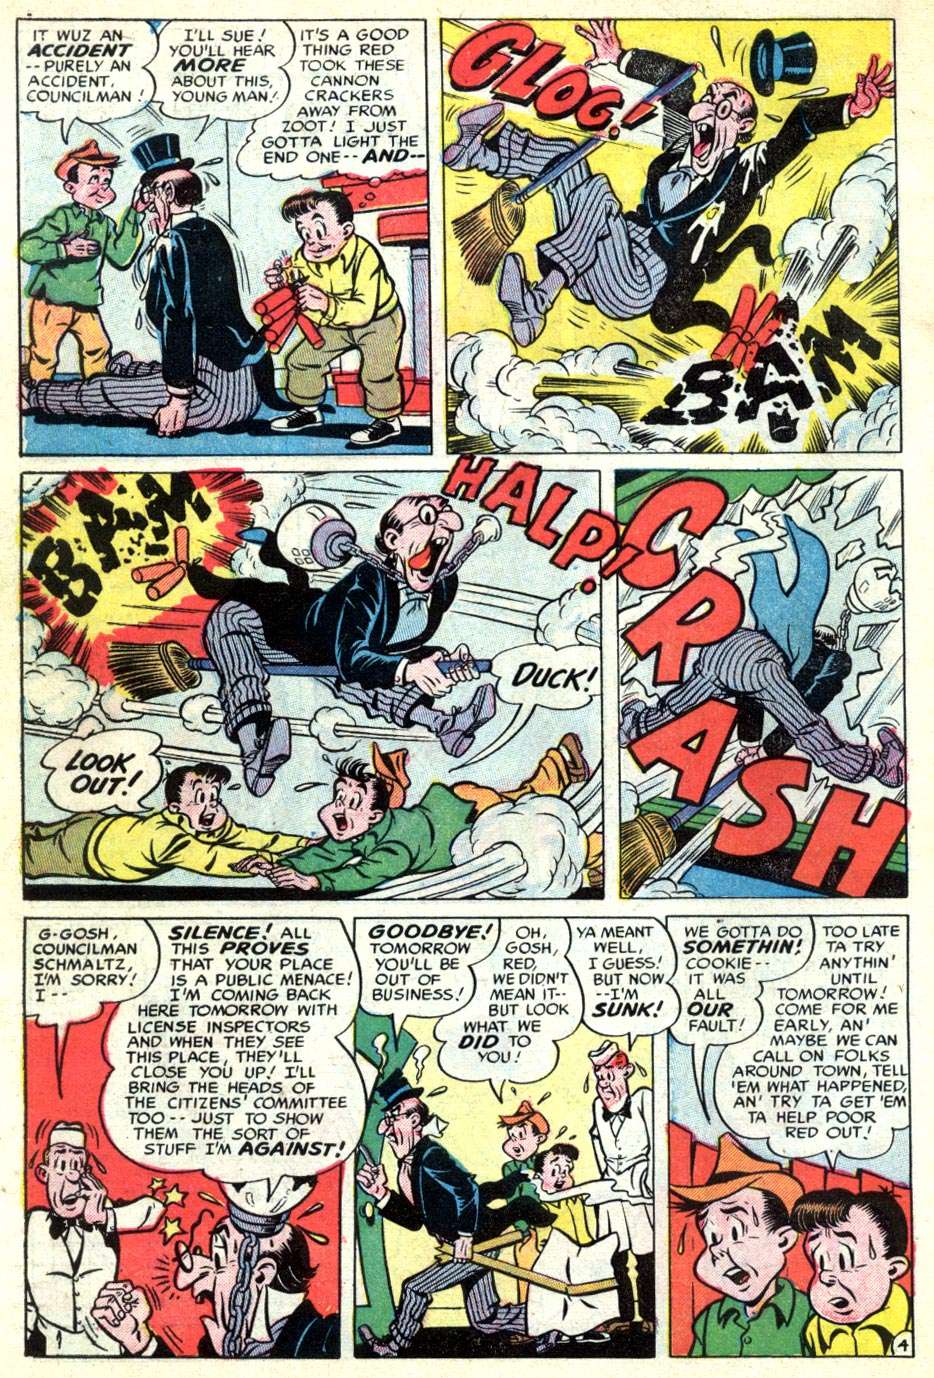 IT WUZ AN
ACCIDENT
--PURELY AN
ACCIDENT,
COUNCILMAN!
I'LL SUE!
YOU'LL HEAR
MORE
ABOUT THIS,
YOUNG MAN!
IT'S A GOOD
THING RED
TOOK THESE
CANNON
CRACKERS
AWAY FROM
ZOOT! I JUST
GOTTA LIGHT THE
END ONE--AND--
GLOG!
BAM
BAM
HALP!
DUCK!
LOOK
OUT!
CRASH
G-GOSH,
COUNCILMAN
SCHMALTZ,
I'M SORRY!
I--
SILENCE! ALL
THIS PROVES
THAT YOUR PLACE
IS A PUBLIC MENACE!
I'M COMING BACK
HERE TOMORROW WITH
LICENSE INSPECTORS
AND WHEN THEY SEE
THIS PLACE, THEY'LL
CLOSE YOU UP! I'LL
BRING THE HEADS OF
THE CITIZENS' COMMITTEE
TOO--JUST TO SHOW
THEM THE SORT OF
STUFF I'M AGAINST!
GOODBYE!
TOMORROW
YOU'LL BE
OUT OF
BUSINESS!
OH,
GOSH,
RED,
WE DIDN'T
MEAN IT--
BUT LOOK
WHAT WE
DID TO
YOU!
YA MEANT
WELL,
I GUESS!
BUT NOW
--I'M
SUNK!
WE GOTTA DO
SOMETHIN!
COOKIE--
IT WAS
ALL
OUR
FAULT!
TOO LATE
TA TRY
ANYTHIN'
UNTIL
TOMORROW!
COME FOR ME
EARLY, AN'
MAYBE WE CAN
CALL ON FOLKS
AROUND TOWN, TELL
'EM WHAT HAPPENED,
AN' TRY TA GET 'EM
TA HELP POOR
RED OUT!
4